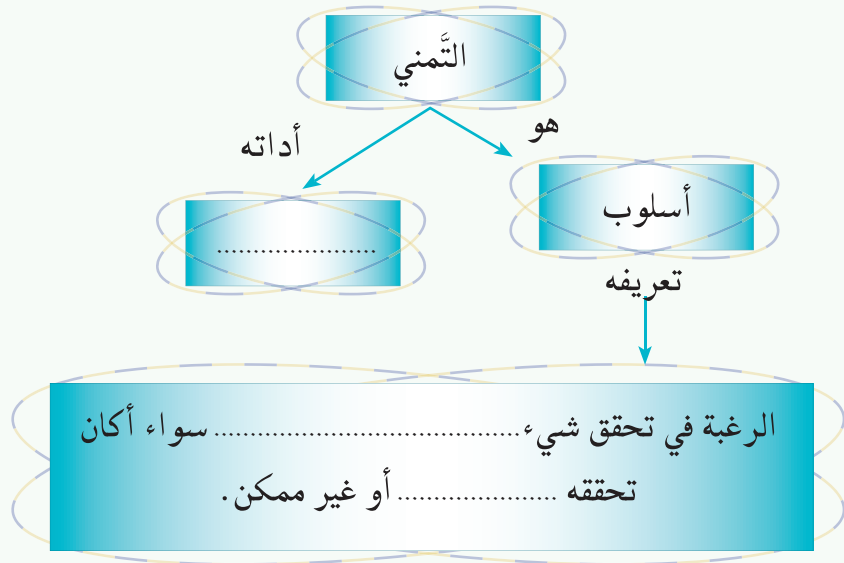 التَّمني
هو
أداته
أسلوب
.....................
تعريفه
الرغبة في تحقق شيء........................................سواء أكان
تحققه .....................أو غير ممكن.